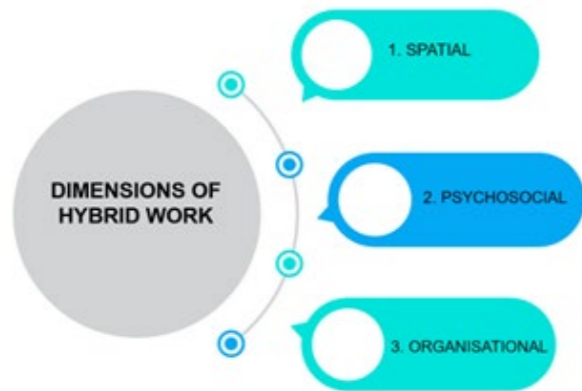 DIMENSIONS OF
HYBRID WORK
1. SPATIAL
2. PSYCHOSOCIAL
3. ORGANISATIONAL